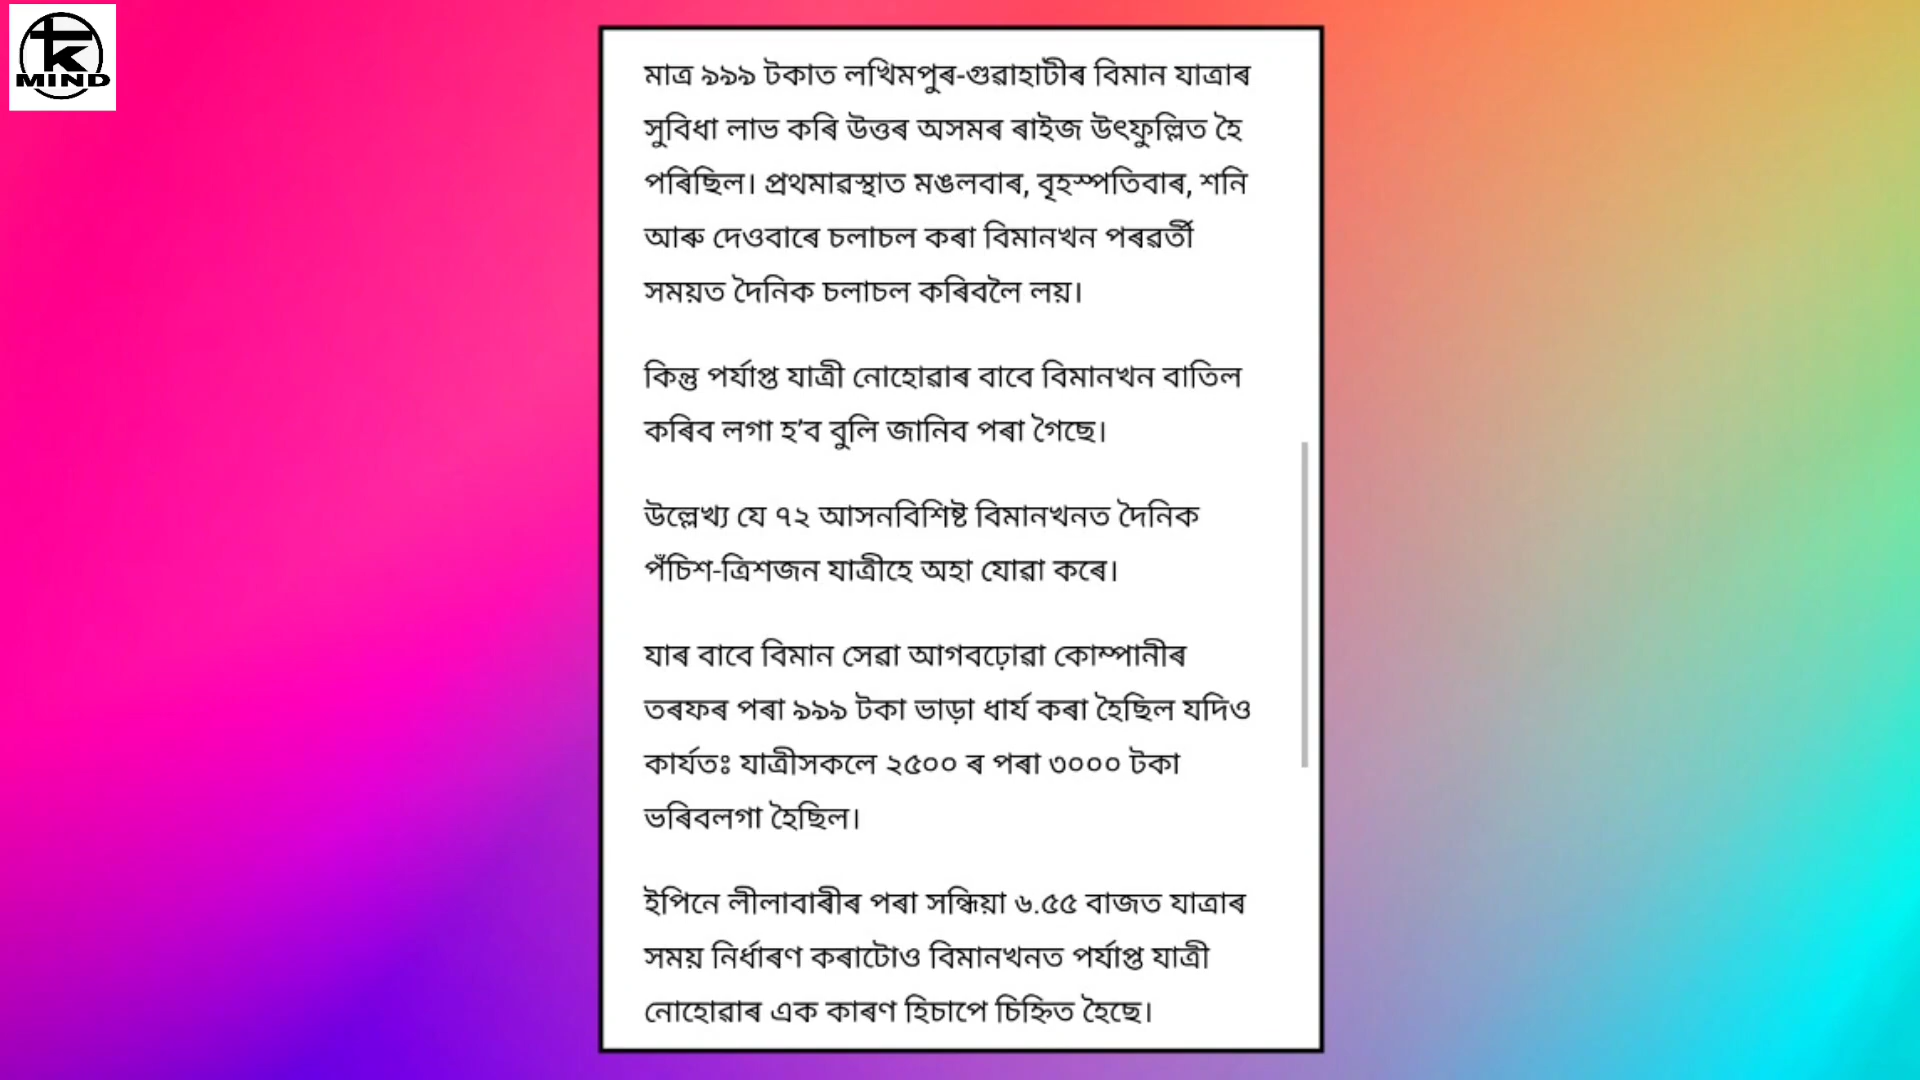 K
MIND
মাত্ৰ ৯৯৯ টকাত লখিমপুৰ-গুৱাহাটীৰ বিমান যাত্ৰাৰ
সুবিধা লাভ কৰি উত্তৰ অসমৰ ৰাইজ উৎফুল্লিত হৈ
পৰিছিল। প্ৰথমাৱস্থাত মঙলবাৰ, বৃহস্পতিবাৰ, শনি
আৰু দেওবাৰে চলাচল কৰা বিমানখন পৰৱৰ্তী
সময়ত দৈনিক চলাচল কৰিবলৈ লয়।
কিন্তু পৰ্যাপ্ত যাত্ৰী নোহোৱাৰ বাবে বিমানখন বাতিল
কৰিব লগা হ’ব বুলি জানিব পৰা গৈছে।
উল্লেখ্য যে ৭২ আসনবিশিষ্ট বিমানখনত দৈনিক
পঁচিশ-ত্ৰিশজন যাত্ৰীহে অহা যোৱা কৰে।
যাৰ বাবে বিমান সেৱা আগবঢ়োৱা কোম্পানীৰ
তৰফৰ পৰা ৯৯৯ টকা ভাড়া ধাৰ্য কৰা হৈছিল যদিও
কাৰ্যতঃ যাত্ৰীসকলে ২৫০০ ৰ পৰা ৩০০০ টকা
ভৰিবলগা হৈছিল।
ইপিনে লীলাবাৰীৰ পৰা সন্ধিয়া ৬.৫৫ বাজত যাত্ৰাৰ
সময় নিৰ্ধাৰণ কৰাটোও বিমানখনত পৰ্যাপ্ত যাত্ৰী
নোহোৱাৰ এক কাৰণ হিচাপে চিহ্নিত হৈছে।